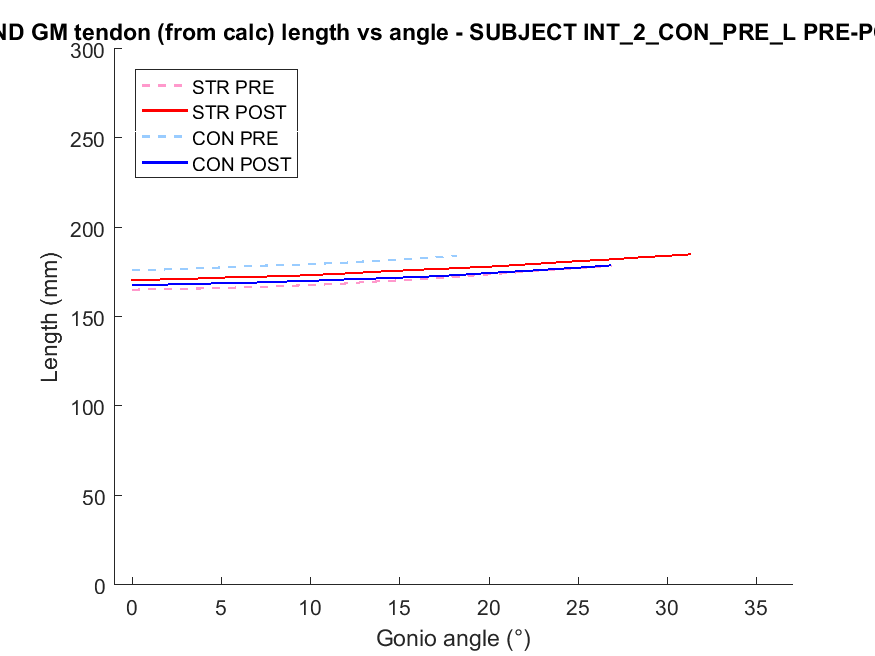 ND GM tendon (from calc) length vs angle - SUBJECT INT_2_CON_PRE_L PRE-PO
300
250
200
150
100
50
0
Length (mm)
STR PRE
STR POST
CON PRE
CON POST
0 5 10 15 20 25 30 35
Gonio angle (°)